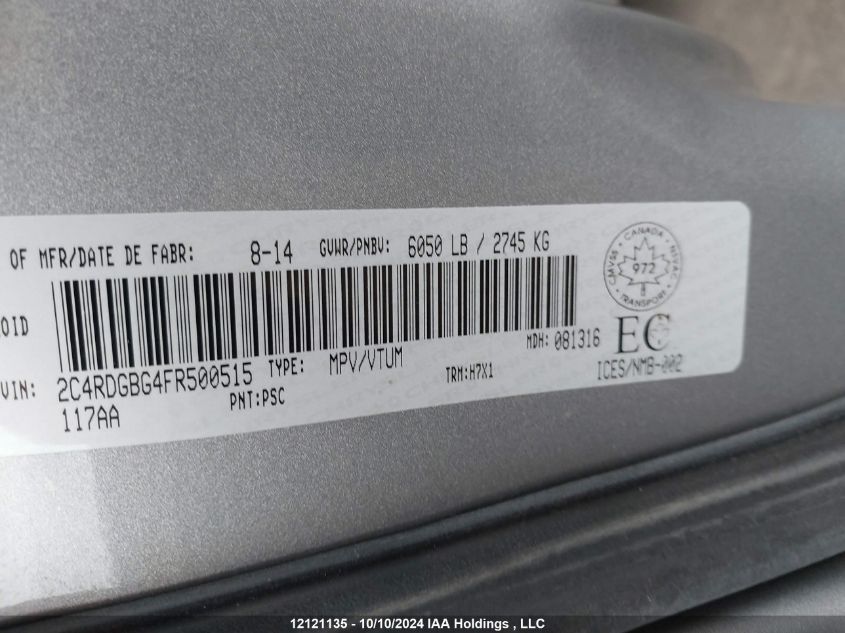 OF MFR/DATE DE FABR: 8-14 GVWR/PNBV: 6050 LB / 2745 KG
CANADA
CMVSS 972 NSVAC
TRANSPORT
OID
MDH: 081316 EC
VIN: 2C4RDGBG4FR500515 TYPE: MPV/VTUM TRM:H7X1 ICES/NMB-002
117AA PNT:PSC
12121135 - 10/10/2024 IAA Holdings , LLC